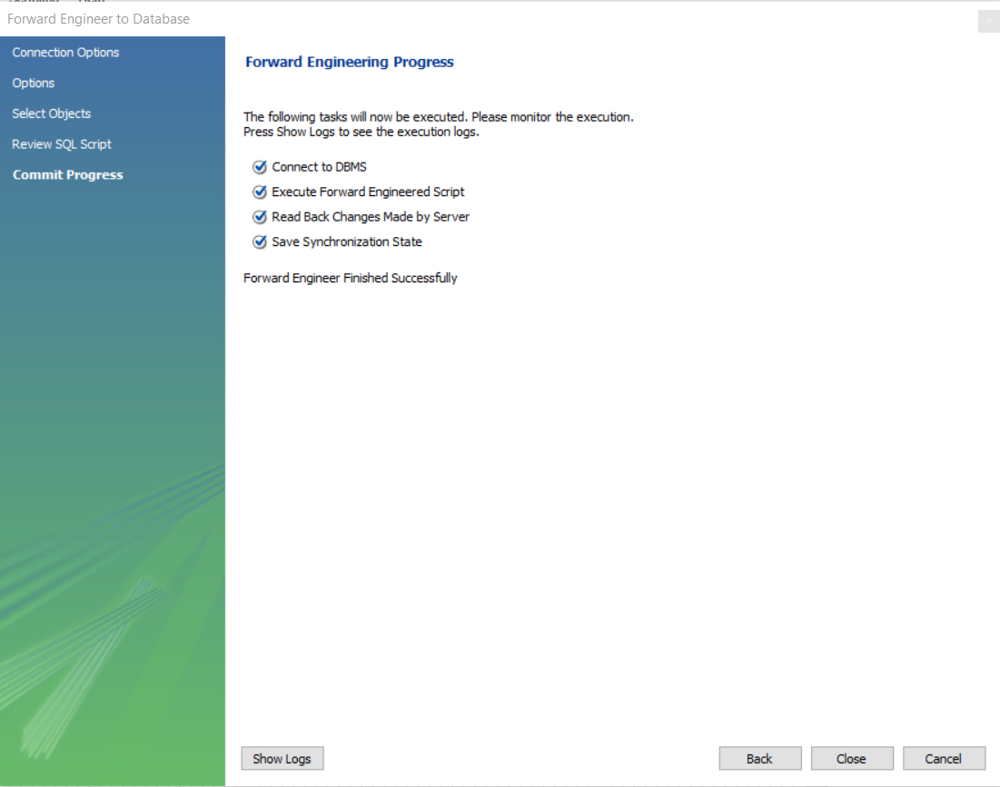 Forward Engineer to Database
Connection Options
Options
Select Objects
Review SQL Script
Commit Progress
Forward Engineering Progress
The following tasks will now be executed. Please monitor the execution.
Press Show Logs to see the execution logs.
Connect to DBMS
Execute Forward Engineered Script
Read Back Changes Made by Server
Save Synchronization State
Forward Engineer Finished Successfully
Show Logs
Back
Close
Cancel